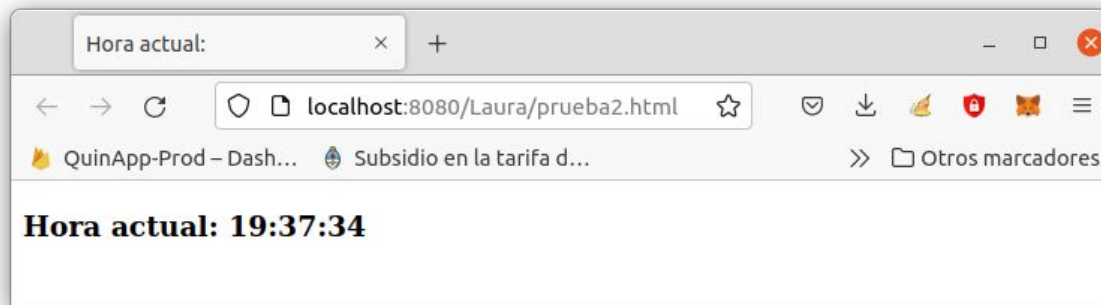 Hora actual:
localhost:8080/Laura/prueba2.html
QuinApp-Prod – Dash... Subsidio en la tarifa d... Otros marcadores
Hora actual: 19:37:34